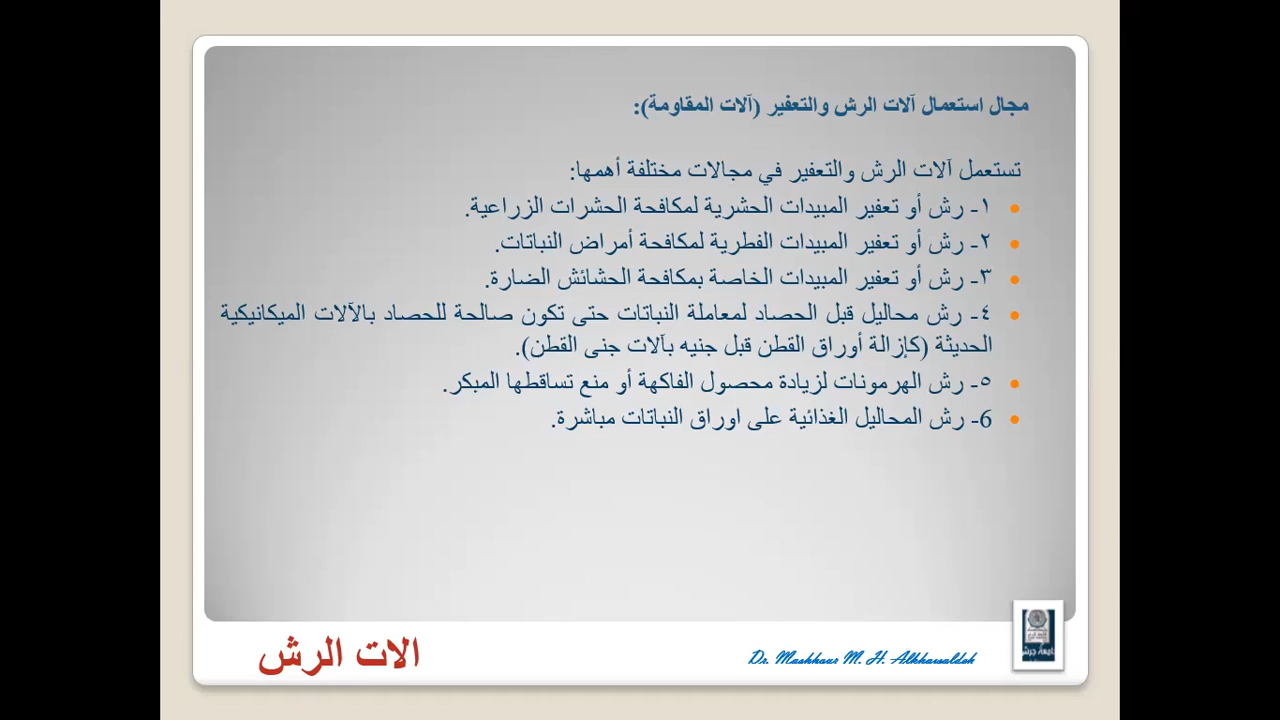 مجال استعمال آلات الرش والتعفير (آلات المقاومة):
تستعمل آلات الرش والتعفير في مجالات مختلفة أهمها:
١- رش أو تعفير المبيدات الحشرية لمكافحة الحشرات الزراعية.
٢- رش أو تعفير المبيدات الفطرية لمكافحة أمراض النباتات.
٣- رش أو تعفير المبيدات الخاصة بمكافحة الحشائش الضارة.
٤- رش محاليل قبل الحصاد لمعاملة النباتات حتى تكون صالحة للحصاد بالآلات الميكانيكية
الحديثة (كإزالة أوراق القطن قبل جنيه بآلات جنى القطن).
٥- رش الهرمونات لزيادة محصول الفاكهة أو منع تساقطها المبكر.
6- رش المحاليل الغذائية على اوراق النباتات مباشرة.
الات الرش
Dr. Mashhour M. H. Alkhawaldeh